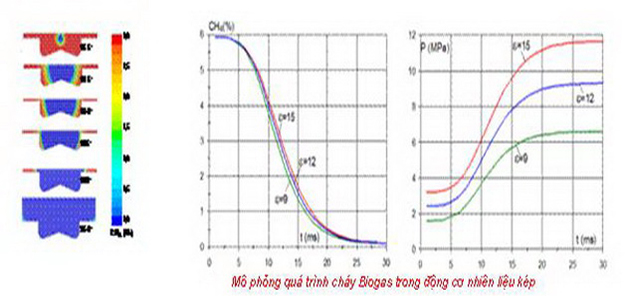 CH₄(%)
6
5
4
3
2
1
0
0 5 10 15 20 25 30
t (ms)
ε=15
ε=12
ε=9
P (MPa)
12
10
8
6
4
2
0
0 5 10 15 20 25 30
t (ms)
ε=15
ε=12
ε=9
Mô phỏng quá trình cháy Biogas trong động cơ nhiên liệu kép